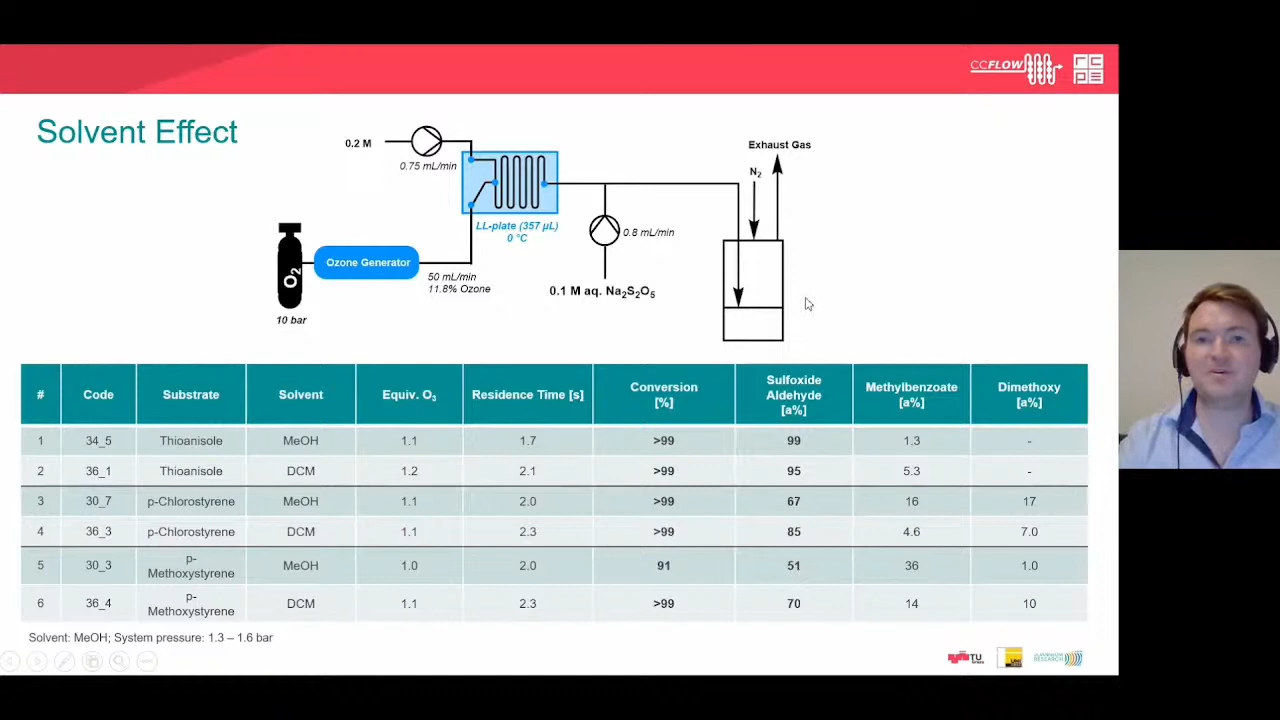 CCFLOW
rcpe
Solvent Effect
Exhaust Gas
0.2 M
0.75 mL/min
N2
LL-plate (357 µL)
0 °C
0.8 mL/min
O2
Ozone Generator
50 mL/min
11.8% Ozone
0.1 M aq. Na2S2O5
10 bar
# Code Substrate Solvent Equiv. O3 Residence Time [s] Conversion [%] Sulfoxide Aldehyde [a%] Methylbenzoate [a%] Dimethoxy [a%]
1 34_5 Thioanisole MeOH 1.1 1.7 >99 99 1.3 -
2 36_1 Thioanisole DCM 1.2 2.1 >99 95 5.3 -
3 30_7 p-Chlorostyrene MeOH 1.1 2.0 >99 67 16 17
4 36_3 p-Chlorostyrene DCM 1.1 2.3 >99 85 4.6 7.0
5 30_3 p-Methoxystyrene MeOH 1.0 2.0 91 51 36 1.0
6 36_4 p-Methoxystyrene DCM 1.1 2.3 >99 70 14 10
Solvent: MeOH; System pressure: 1.3 – 1.6 bar
TU